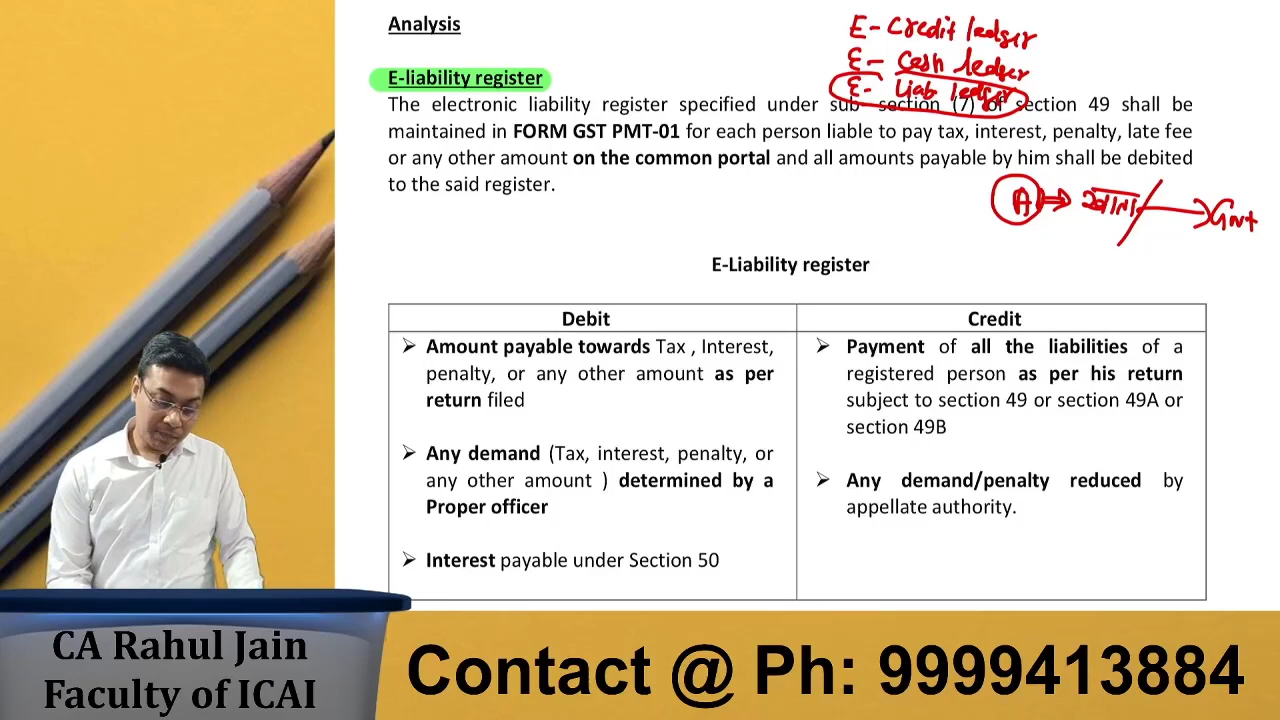 Analysis
E- Credit ledger
E- Cash ledger
E- Liab ledger
E-liability register
The electronic liability register specified under sub- section (7) of section 49 shall be
maintained in FORM GST PMT-01 for each person liable to pay tax, interest, penalty, late fee
or any other amount on the common portal and all amounts payable by him shall be debited
to the said register.
A
Govt
E-Liability register
Debit
Credit
➢ Amount payable towards Tax , Interest,
penalty, or any other amount as per
return filed
➢ Any demand (Tax, interest, penalty, or
any other amount ) determined by a
Proper officer
➢ Interest payable under Section 50
➢ Payment of all the liabilities of a
registered person as per his return
subject to section 49 or section 49A or
section 49B
➢ Any demand/penalty reduced by
appellate authority.
CA Rahul Jain
Faculty of ICAI
Contact @ Ph: 9999413884